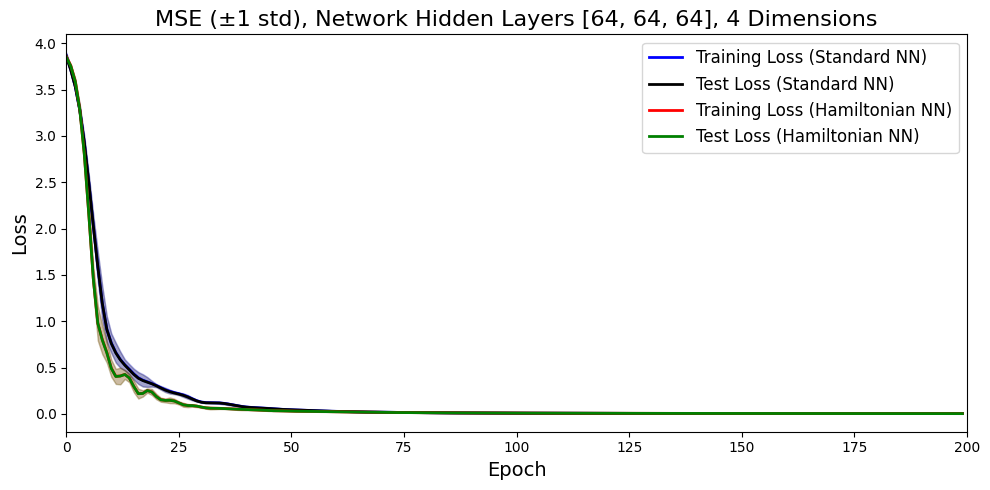 MSE (±1 std), Network Hidden Layers [64, 64, 64], 4 Dimensions
Training Loss (Standard NN)
Test Loss (Standard NN)
Training Loss (Hamiltonian NN)
Test Loss (Hamiltonian NN)
Loss
4.0
3.5
3.0
2.5
2.0
1.5
1.0
0.5
0.0
0 25 50 75 100 125 150 175 200
Epoch